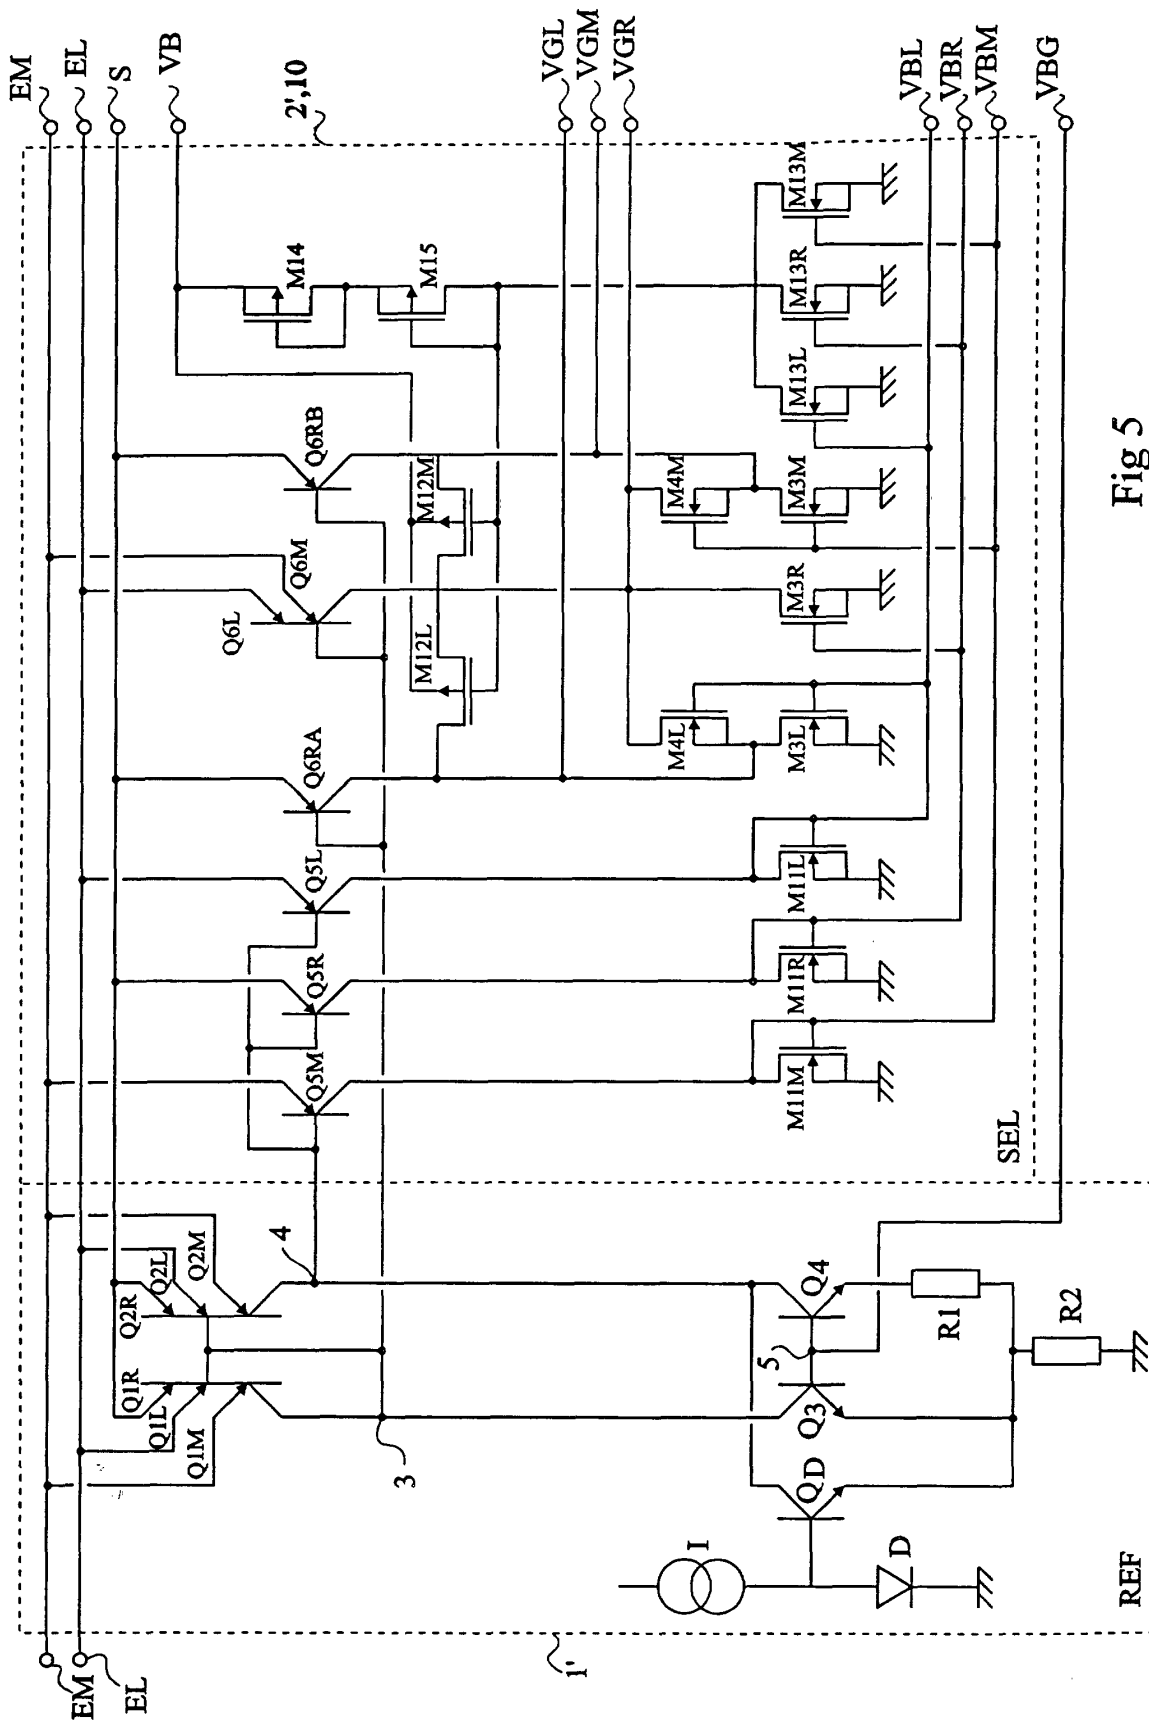 EM
EL
S
VB
2',10
VGL
VGM
VGR
VBL
VBR
VBM
VBG
M14
M15
M13M
M13R
M13L
Q6RB
M12M
M4M
M3M
Q6M
Q6L
M12L
M3R
M4L
M3L
Q6RA
Q5L
M11L
Q5R
M11R
Q5M
M11M
SEL
Q2R
Q2L
Q2M
4
Q1R
Q1L
Q1M
3
5
Q4
Q3
QD
R1
R2
I
D
REF
1'
EM
EL
Fig 5